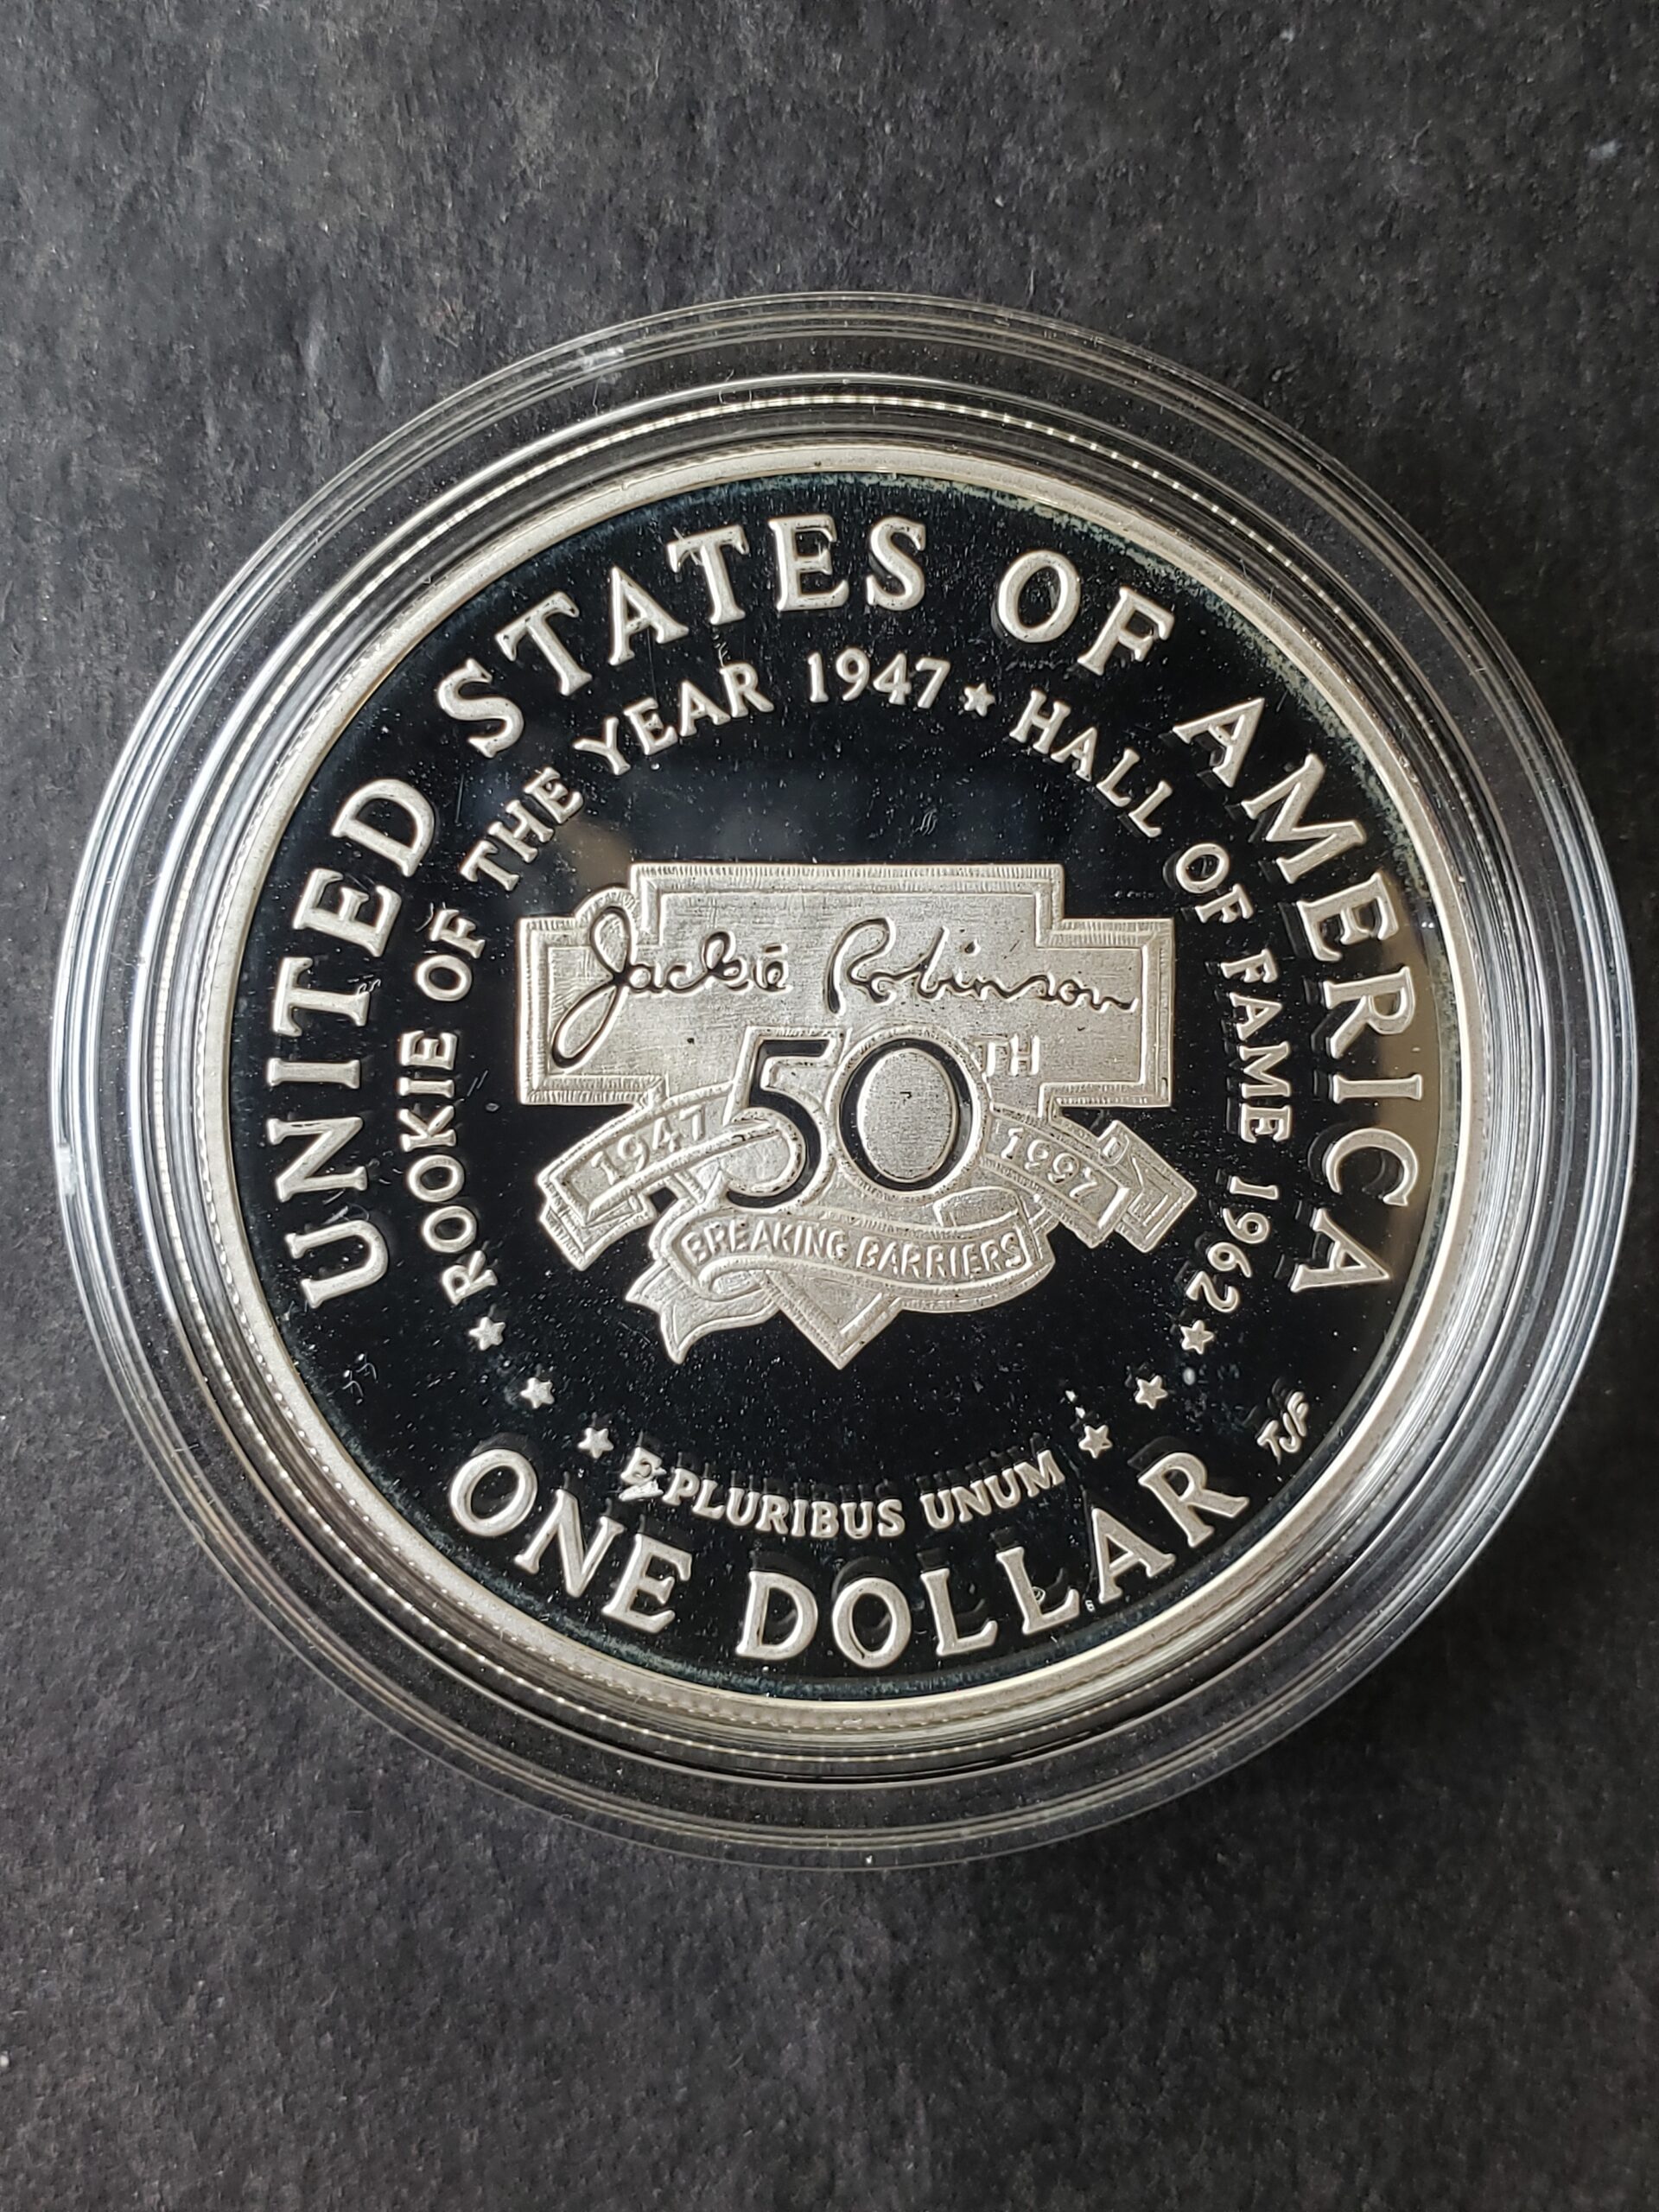 UNITED STATES OF AMERICA
ROOKIE OF THE YEAR 1947 ★ HALL OF FAME 1962
Jackie Robinson
50TH
1947 1997
BREAKING BARRIERS
TJF
E PLURIBUS UNUM
ONE DOLLAR